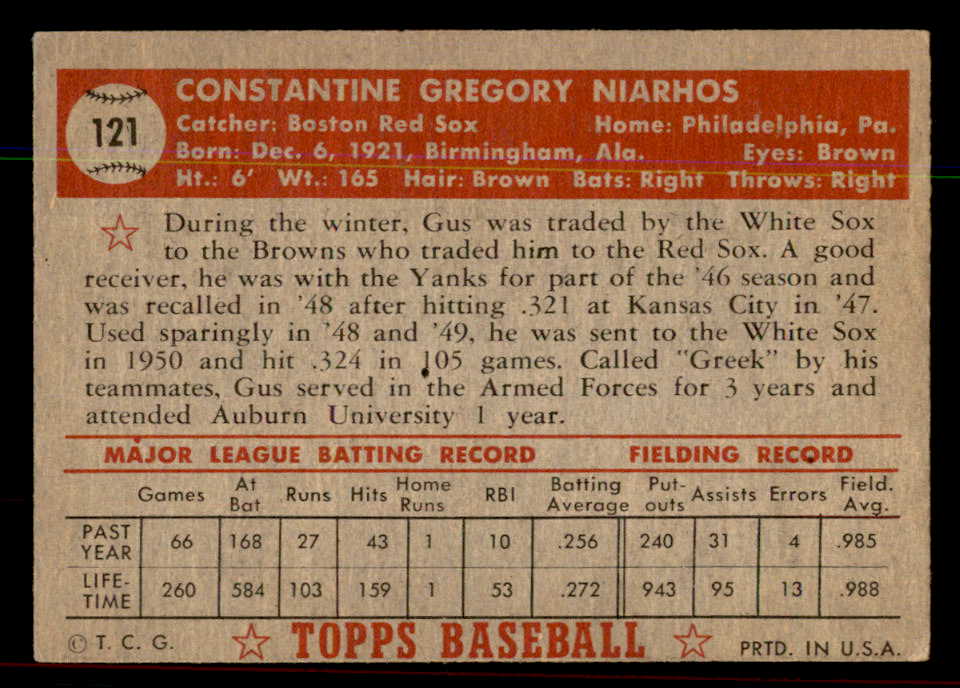 121
CONSTANTINE GREGORY NIARHOS
Catcher: Boston Red Sox Home: Philadelphia, Pa.
Born: Dec. 6, 1921, Birmingham, Ala. Eyes: Brown
Ht.: 6' Wt.: 165 Hair: Brown Bats: Right Throws: Right
During the winter, Gus was traded by the White Sox
to the Browns who traded him to the Red Sox. A good
receiver, he was with the Yanks for part of the '46 season and
was recalled in '48 after hitting .321 at Kansas City in '47.
Used sparingly in '48 and '49, he was sent to the White Sox
in 1950 and hit .324 in 105 games. Called "Greek" by his
teammates, Gus served in the Armed Forces for 3 years and
attended Auburn University 1 year.
MAJOR LEAGUE BATTING RECORD FIELDING RECORD
Games At Bat Runs Hits Home Runs RBI Batting Average Put-outs Assists Errors Field. Avg.
PAST YEAR 66 168 27 43 1 10 .256 240 31 4 .985
LIFE-TIME 260 584 103 159 1 53 .272 943 95 13 .988
© T. C. G. TOPPS BASEBALL PRTD. IN U.S.A.